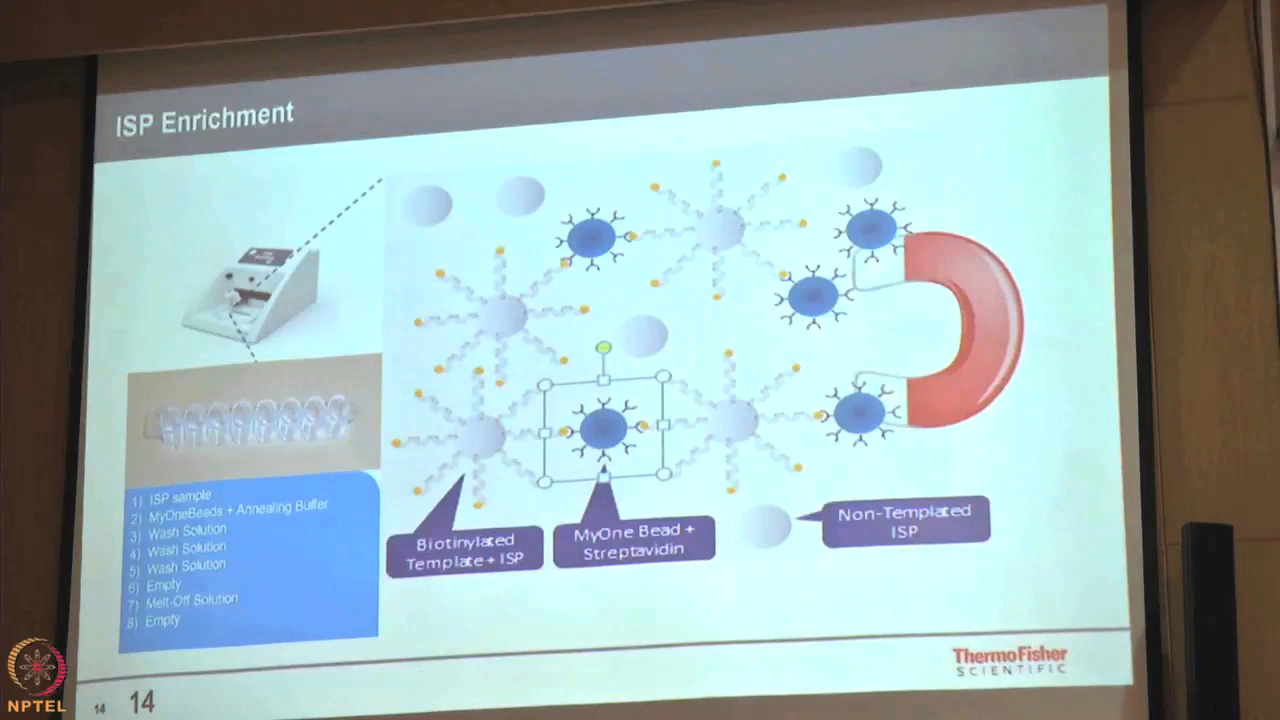 ISP Enrichment
1) ISP sample
2) MyOneBeads + Annealing Buffer
3) Wash Solution
4) Wash Solution
5) Wash Solution
6) Empty
7) Melt-Off Solution
8) Empty
Biotinylated
Template + ISP
MyOne Bead +
Streptavidin
Non-Templated
ISP
ThermoFisher
SCIENTIFIC
14 14
NPTEL